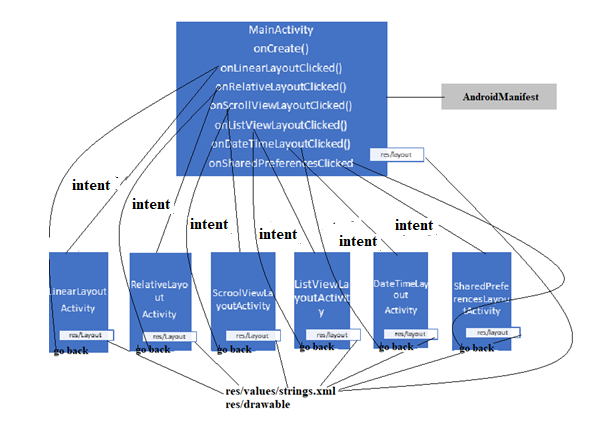 MainActivity
onCreate()
onLinearLayoutClicked()
onRelativeLayoutClicked()
onScrollViewLayoutClicked()
onListViewLayoutClicked()
onDateTimeLayoutClicked()
onSharedPreferencesClicked
res/layout
AndroidManifest
intent
intent
intent
intent
intent
LinearLayout
Activity
res/Layout
go back
RelativeLayo
ut
Activity
res/Layout
go back
ScroolViewLa
youtActivity
res/layout
go back
ListViewLa
youtActivit
y
res/layout
go back
DateTimeLay
out
Activity
res/layout
go back
SharedPrefe
rencesLayou
tActivity
res/layout
go back
res/values/strings.xml
res/drawable